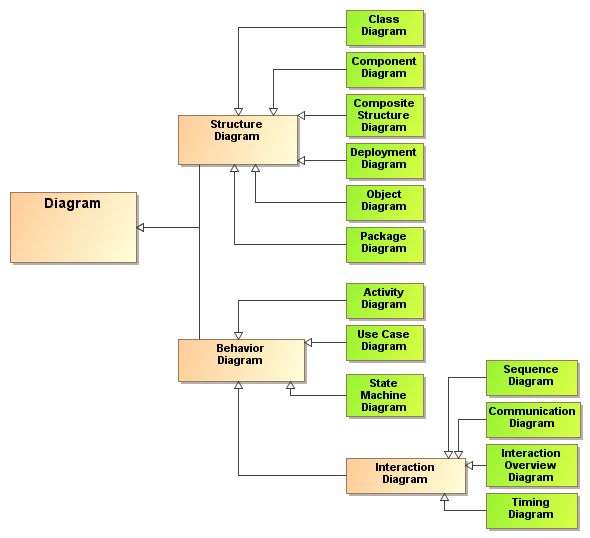 Class
Diagram
Component
Diagram
Composite
Structure
Diagram
Structure
Diagram
Deployment
Diagram
Object
Diagram
Diagram
Package
Diagram
Activity
Diagram
Use Case
Diagram
Behavior
Diagram
State
Machine
Diagram
Sequence
Diagram
Communication
Diagram
Interaction
Overview
Diagram
Interaction
Diagram
Timing
Diagram